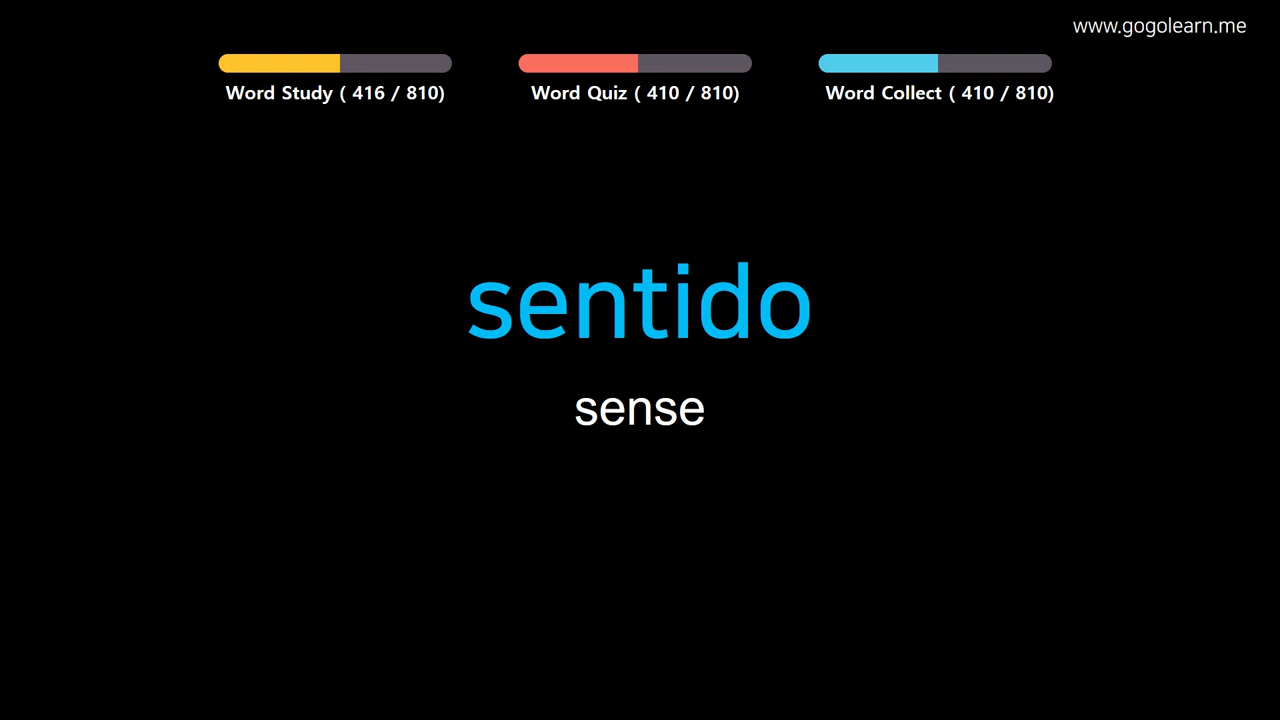 www.gogolearn.me
Word Study ( 416 / 810)
Word Quiz ( 410 / 810)
Word Collect ( 410 / 810)
sentido
sense